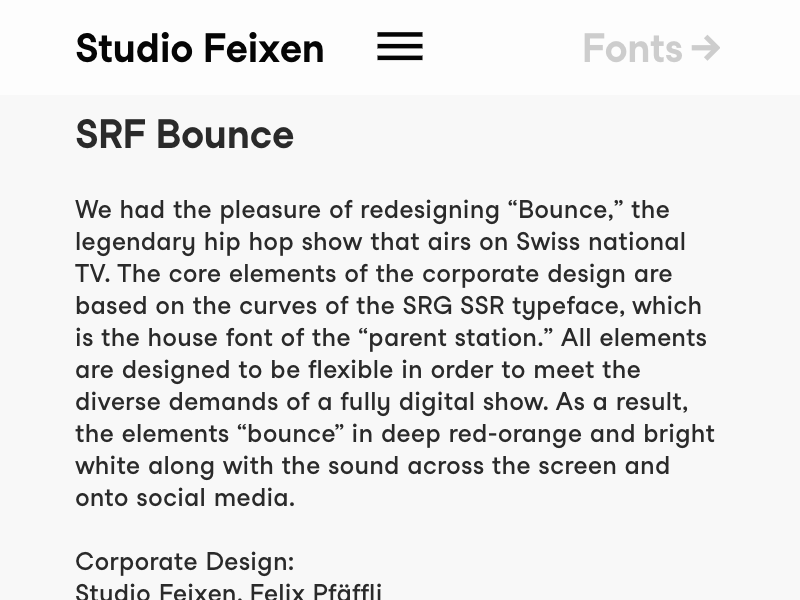 Studio Feixen
Fonts →
SRF Bounce
We had the pleasure of redesigning “Bounce,” the
legendary hip hop show that airs on Swiss national
TV. The core elements of the corporate design are
based on the curves of the SRG SSR typeface, which
is the house font of the “parent station.” All elements
are designed to be flexible in order to meet the
diverse demands of a fully digital show. As a result,
the elements “bounce” in deep red-orange and bright
white along with the sound across the screen and
onto social media.
Corporate Design:
Studio Feixen, Felix Pfäffli